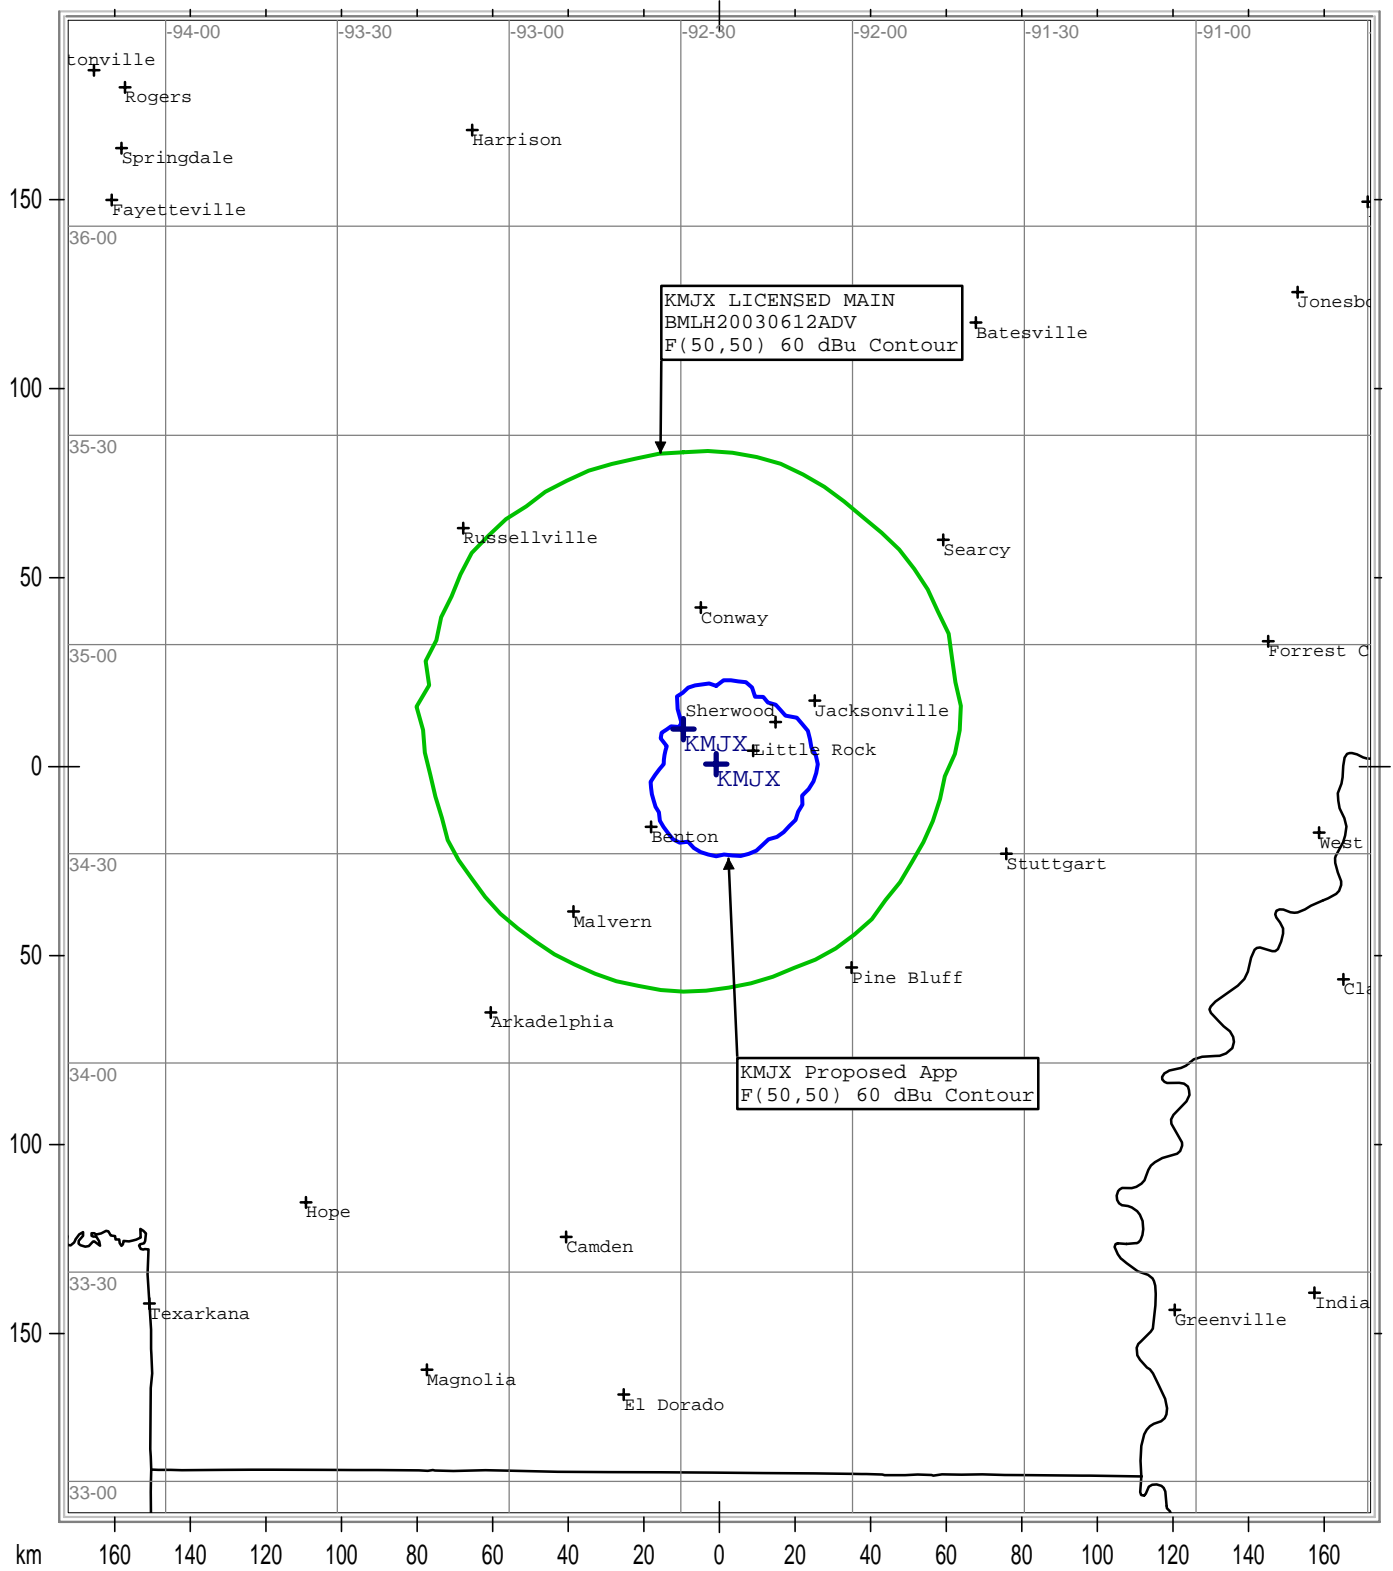 -94-00
-93-30
-93-00
-92-30
-92-00
-91-30
-91-00
tonville
Rogers
Harrison
Springdale
150
Fayetteville
36-00
KMJX LICENSED MAIN
BMLH20030612ADV
F(50,50) 60 dBu Contour
Jonesbo
Batesville
100
35-30
Russellville
Searcy
50
Conway
35-00
Forrest C
Sherwood
Jacksonville
KMJX
Little Rock
0
KMJX
Benton
West
34-30
Stuttgart
Malvern
50
Pine Bluff
Cla
Arkadelphia
34-00
KMJX Proposed App
F(50,50) 60 dBu Contour
100
Hope
Camden
33-30
India
Texarkana
Greenville
150
Magnolia
El Dorado
33-00
km
160
140
120
100
80
60
40
20
0
20
40
60
80
100
120
140
160